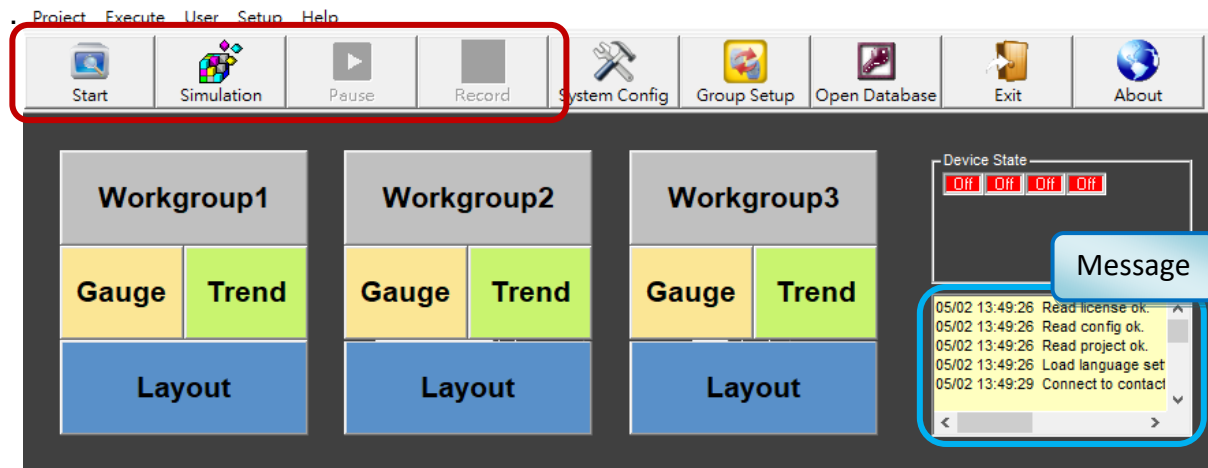 Project Execute User Setup Help
Start Simulation Pause Record System Config Group Setup Open Database Exit About
Workgroup1 Workgroup2 Workgroup3
Device State
Off Off Off Off
Gauge Trend Gauge Trend Gauge Trend
Message
05/02 13:49:26 Read license ok.
05/02 13:49:26 Read config ok.
05/02 13:49:26 Read project ok.
05/02 13:49:26 Load language set
05/02 13:49:29 Connect to contact
Layout Layout Layout